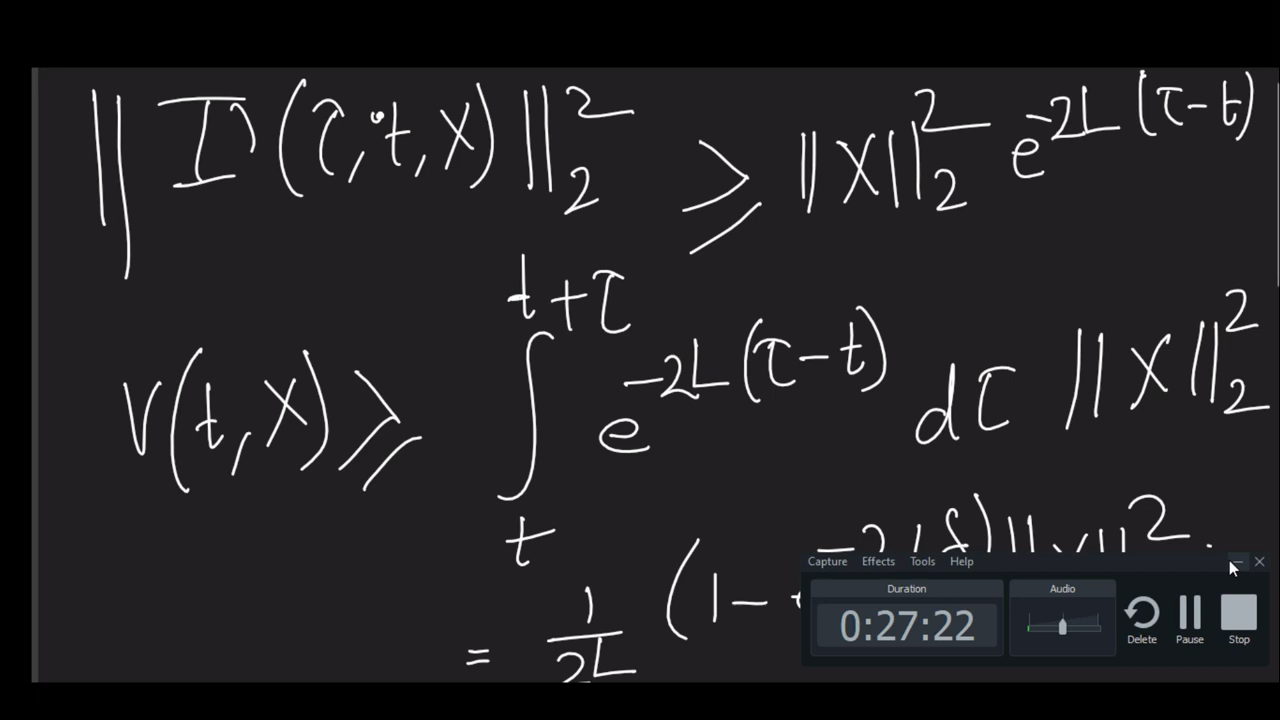 ‖Φ(τ;t,x)‖₂² ≥ ‖x‖₂² e^{-2L(τ-t)}
V(t,x) ≥ ∫_t^{t+τ} e^{-2L(τ-t)} dτ ‖x‖₂²
= 1/2L (1-
Capture Effects Tools Help
Duration Audio
0:27:22
Delete Pause Stop